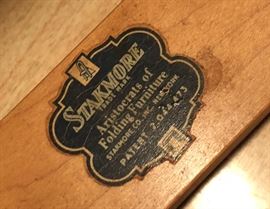 STAKMORE
TRADE MARK
Aristocrats of
Folding Furniture
STAKMORE CO., INC. NEW YORK
PATENT 2,048,473